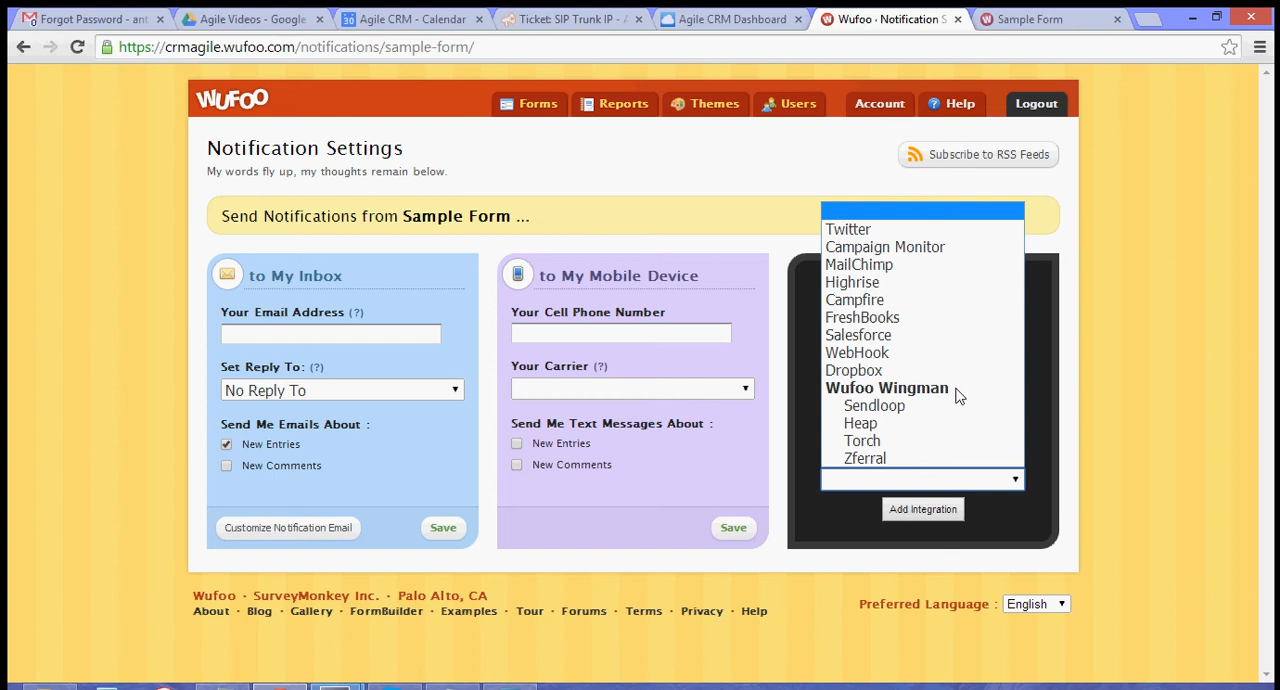 Forgot Password - ant
Agile Videos - Google
Agile CRM - Calendar
Ticket: SIP Trunk IP - A
Agile CRM Dashboard
Wufoo · Notification S
Sample Form
https://crmagile.wufoo.com/notifications/sample-form/
WUFOO
Forms
Reports
Themes
Users
Account
Help
Logout
Notification Settings
My words fly up, my thoughts remain below.
Subscribe to RSS Feeds
Send Notifications from Sample Form ...
to My Inbox
Your Email Address (?)
Set Reply To: (?)
No Reply To
Send Me Emails About :
New Entries
New Comments
Customize Notification Email
Save
to My Mobile Device
Your Cell Phone Number
Your Carrier (?)
Send Me Text Messages About :
New Entries
New Comments
Save
Twitter
Campaign Monitor
MailChimp
Highrise
Campfire
FreshBooks
Salesforce
WebHook
Dropbox
Wufoo Wingman
Sendloop
Heap
Torch
Zferral
Add Integration
Wufoo · SurveyMonkey Inc. · Palo Alto, CA
About · Blog · Gallery · FormBuilder · Examples · Tour · Forums · Terms · Privacy · Help
Preferred Language : English